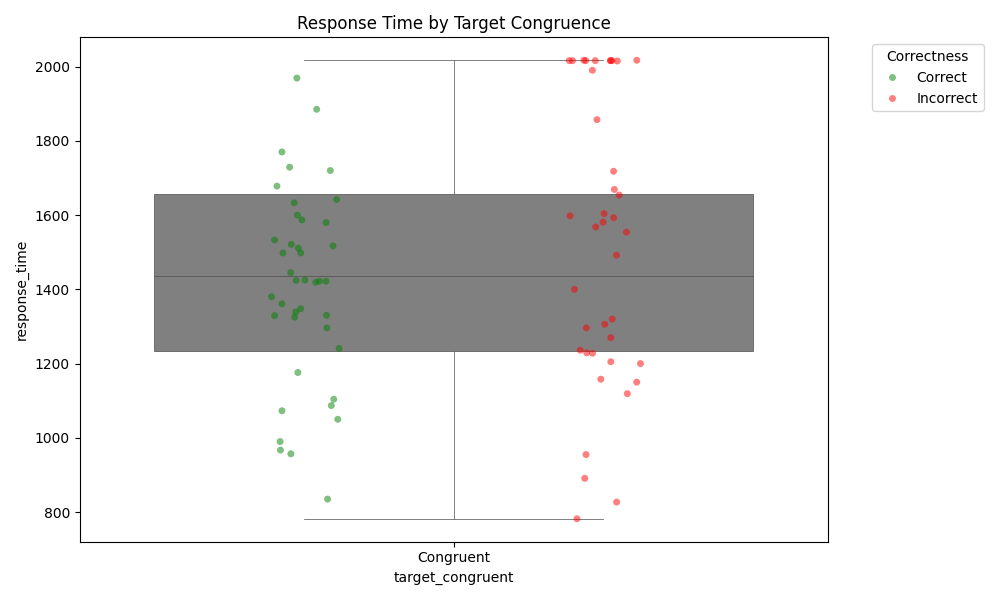 Response Time by Target Congruence
Correctness
Correct
Incorrect
response_time
2000
1800
1600
1400
1200
1000
800
Congruent
target_congruent